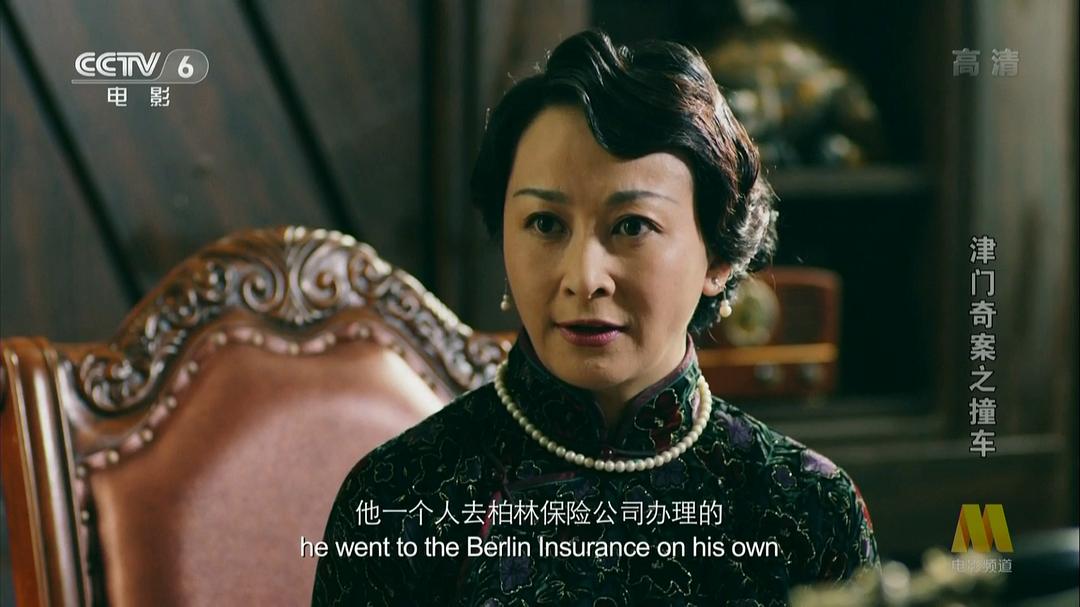 CCTV 6
电影
高清
津门奇案之撞车
他一个人去柏林保险公司办理的
he went to the Berlin Insurance on his own
电影频道